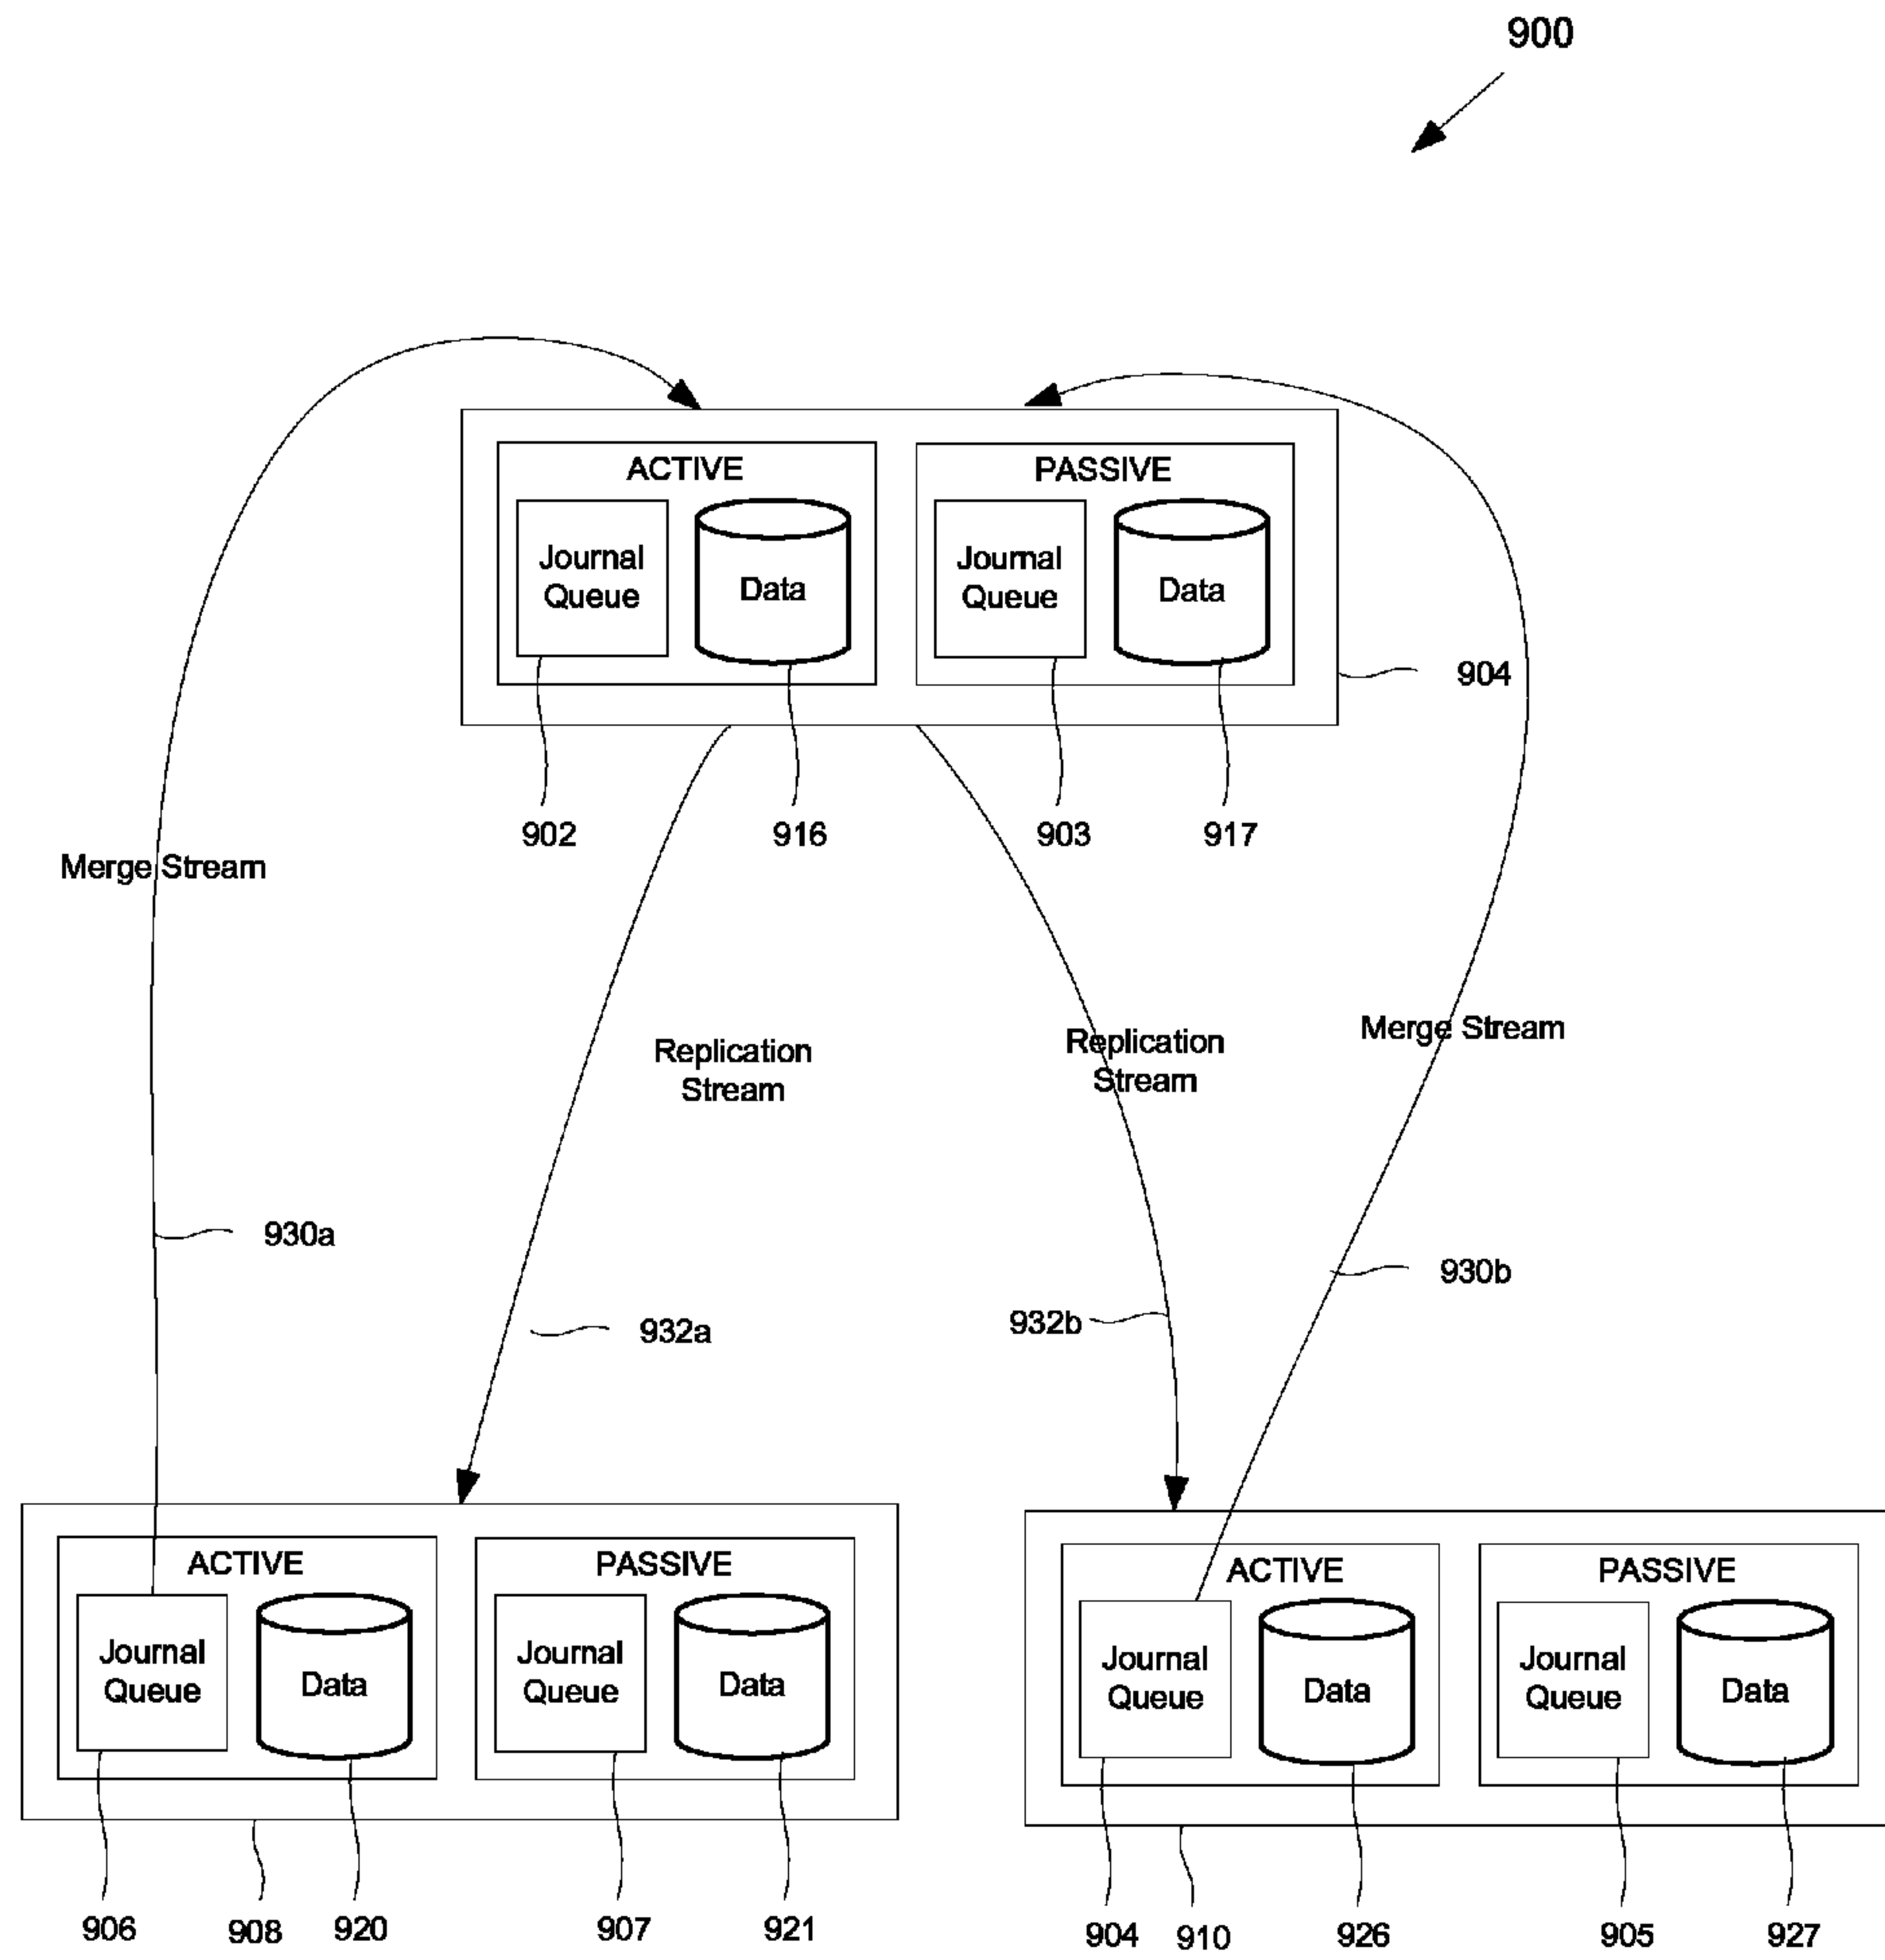 900
ACTIVE
PASSIVE
Journal
Queue
Data
Journal
Queue
Data
904
902
916
903
917
Merge Stream
Merge Stream
Replication
Stream
Replication
Stream
930a
930b
932a
932b
ACTIVE
PASSIVE
Journal
Queue
Data
Journal
Queue
Data
ACTIVE
PASSIVE
Journal
Queue
Data
Journal
Queue
Data
906
908
920
907
921
904
910
926
905
927